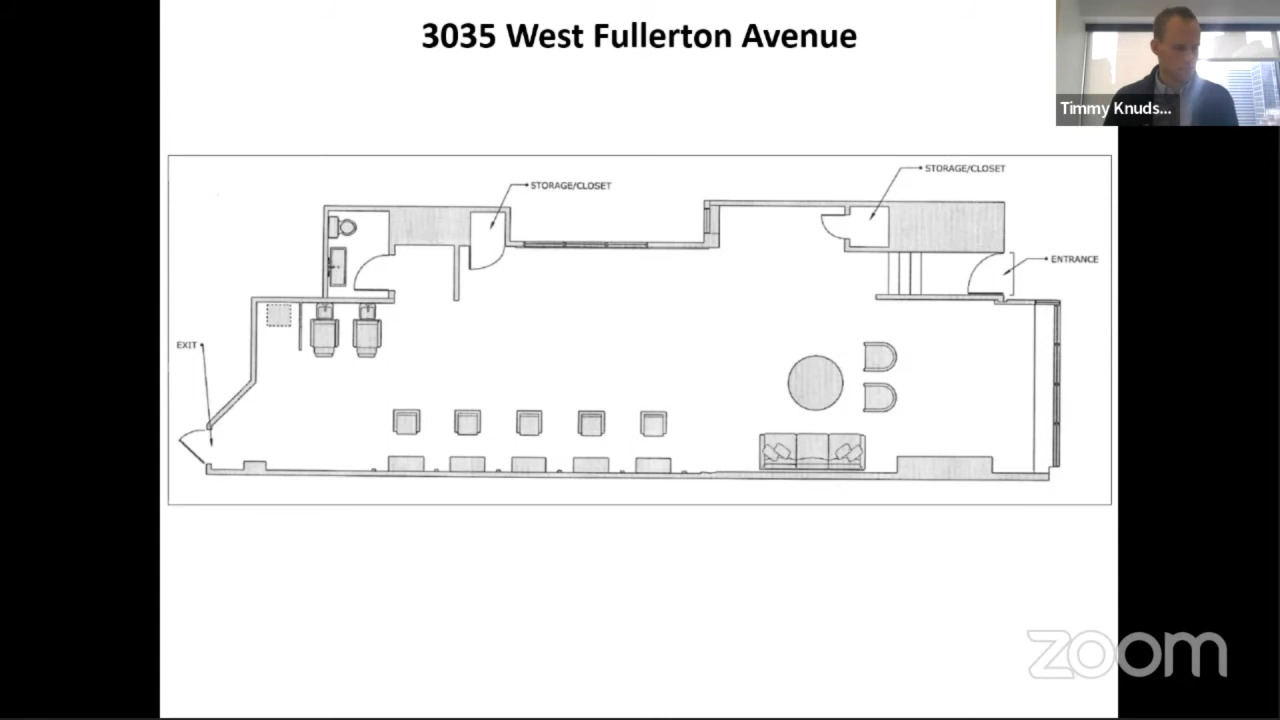 3035 West Fullerton Avenue
Timmy Knuds...
STORAGE/CLOSET
STORAGE/CLOSET
ENTRANCE
EXIT
zoom